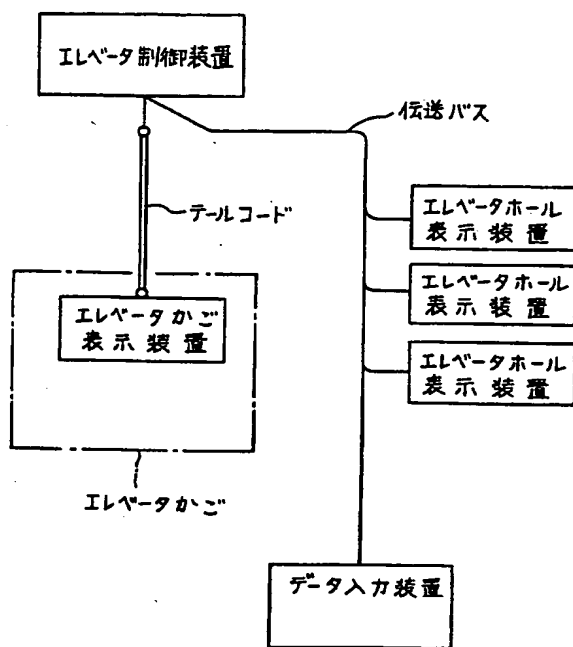 エレベータ制御装置
伝送バス
テールコード
エレベータホール
表示装置
エレベータホール
表示装置
エレベータホール
表示装置
エレベータかご
表示装置
エレベータかご
データ入力装置